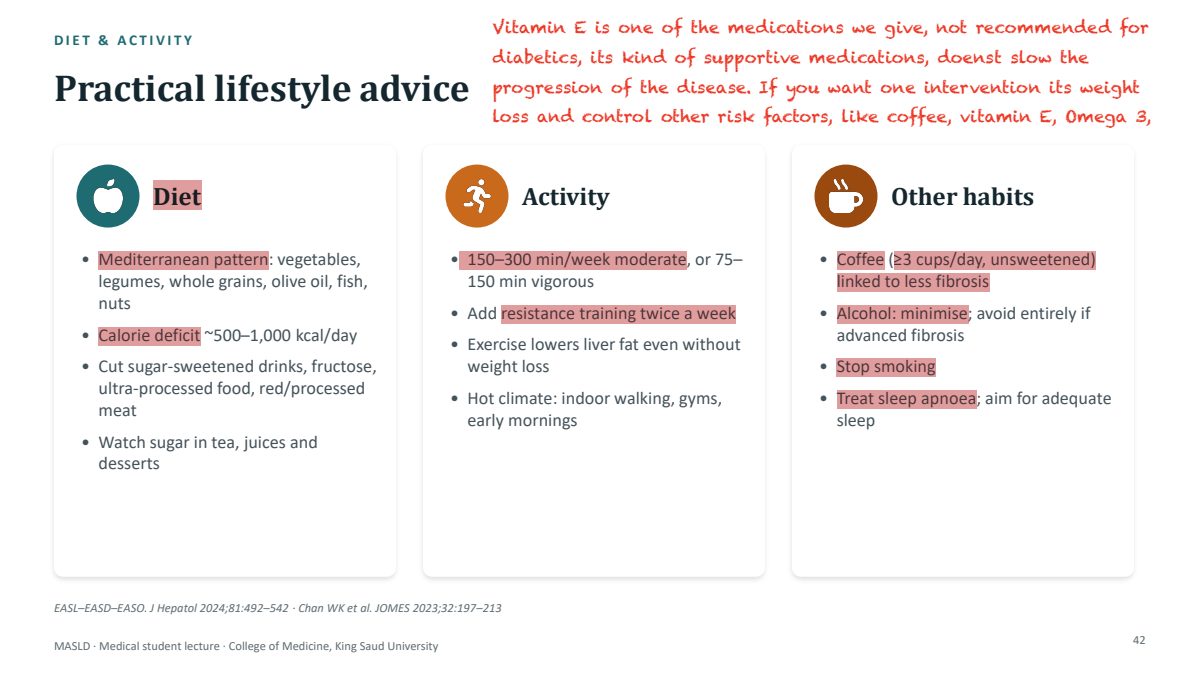 DIET & ACTIVITY
Practical lifestyle advice
Vitamin E is one of the medications we give, not recommended for
diabetics, its kind of supportive medications, doenst slow the
progression of the disease. If you want one intervention its weight
loss and control other risk factors, like coffee, vitamin E, Omega 3,
Diet
• Mediterranean pattern: vegetables,
legumes, whole grains, olive oil, fish,
nuts
• Calorie deficit ~500–1,000 kcal/day
• Cut sugar-sweetened drinks, fructose,
ultra-processed food, red/processed
meat
• Watch sugar in tea, juices and
desserts
Activity
• 150–300 min/week moderate, or 75–
150 min vigorous
• Add resistance training twice a week
• Exercise lowers liver fat even without
weight loss
• Hot climate: indoor walking, gyms,
early mornings
Other habits
• Coffee (≥3 cups/day, unsweetened)
linked to less fibrosis
• Alcohol: minimise; avoid entirely if
advanced fibrosis
• Stop smoking
• Treat sleep apnoea; aim for adequate
sleep
EASL–EASD–EASO. J Hepatol 2024;81:492–542 · Chan WK et al. JOMES 2023;32:197–213
MASLD · Medical student lecture · College of Medicine, King Saud University
42